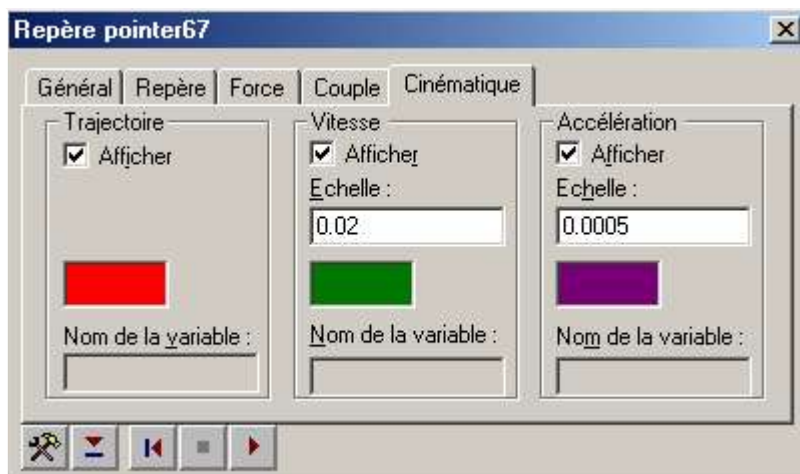 Repère pointer67
Général Repère Force Couple Cinématique
Trajectoire Vitesse Accélération
Afficher Afficher Afficher
Echelle : Echelle :
0.02 0.0005
Nom de la variable : Nom de la variable : Nom de la variable :